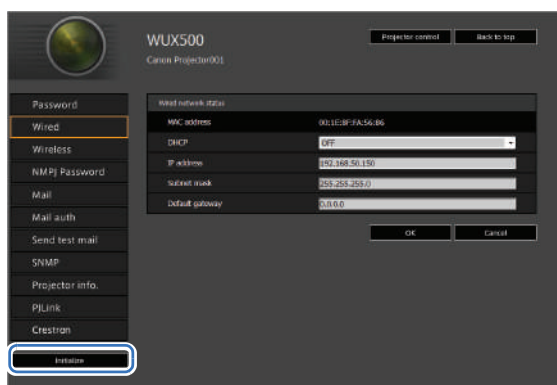 WUX500
Canon Projector001
Projector control
Back to top
Password
Wired
Wireless
NMPJ Password
Mail
Mail auth
Send test mail
SNMP
Projector info.
PJLink
Crestron
Initialize
Wired network status
MAC address 00:1E:8F:FA:56:B6
DHCP OFF
IP address 192.168.50.150
Subnet mask 255.255.255.0
Default gateway 0.0.0.0
OK
Cancel